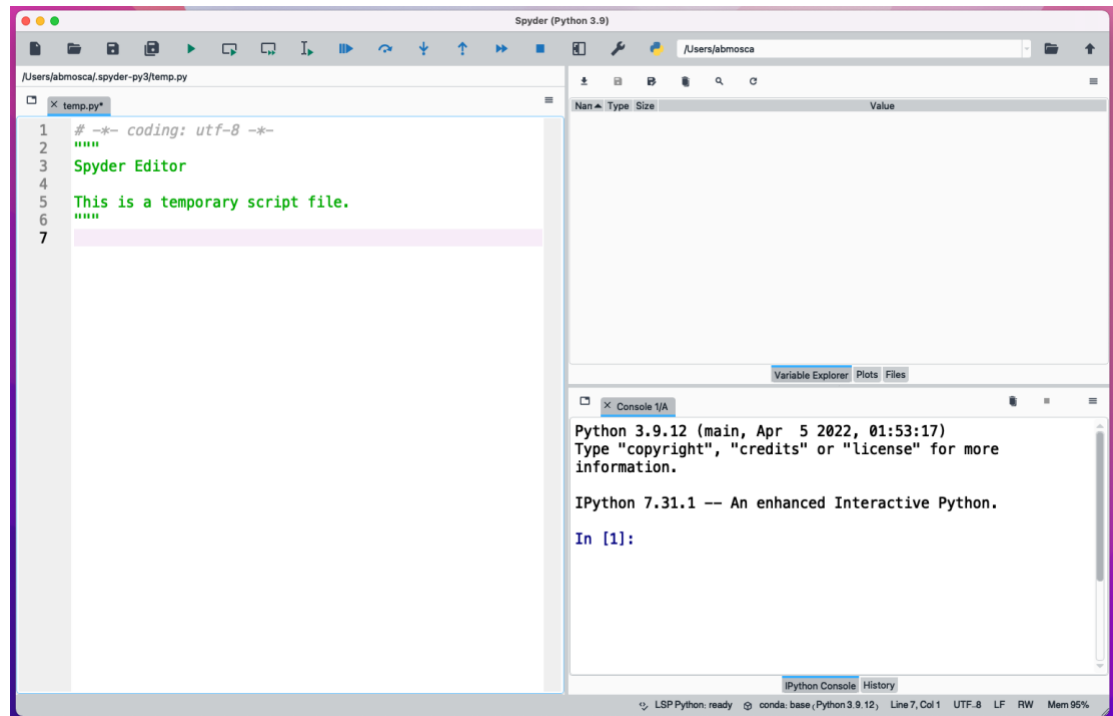 Spyder (Python 3.9)
/Users/abmosca
/Users/abmosca/.spyder-py3/temp.py
temp.py*
1 # -*- coding: utf-8 -*-
2 """
3 Spyder Editor
4
5 This is a temporary script file.
6 """
7
Nan Type Size Value
Variable Explorer Plots Files
Console 1/A
Python 3.9.12 (main, Apr  5 2022, 01:53:17)
Type "copyright", "credits" or "license" for more
information.
IPython 7.31.1 -- An enhanced Interactive Python.
In [1]:
IPython Console History
LSP Python: ready conda: base (Python 3.9.12) Line 7, Col 1 UTF-8 LF RW Mem 95%